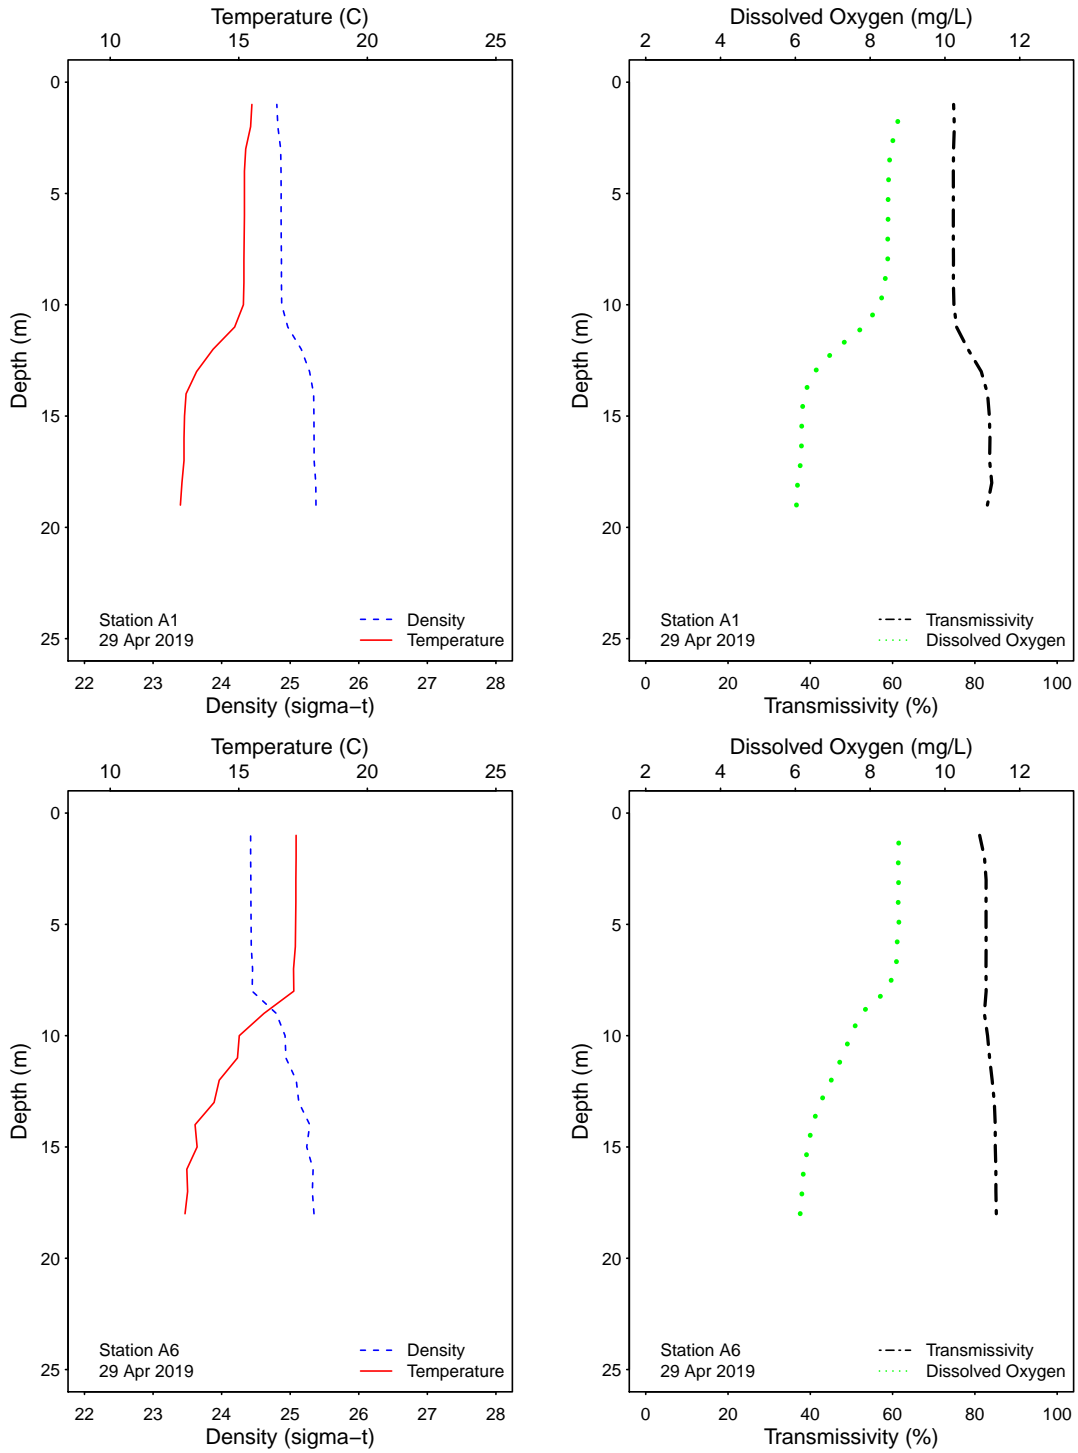 Temperature (C)
10 15 20 25
0
5
10
15
20
25
Depth (m)
Station A1
29 Apr 2019
Density
Temperature
22 23 24 25 26 27 28
Density (sigma−t)
Dissolved Oxygen (mg/L)
2 4 6 8 10 12
0
5
10
15
20
25
Depth (m)
Station A1
29 Apr 2019
Transmissivity
Dissolved Oxygen
0 20 40 60 80 100
Transmissivity (%)
Temperature (C)
10 15 20 25
0
5
10
15
20
25
Depth (m)
Station A6
29 Apr 2019
Density
Temperature
22 23 24 25 26 27 28
Density (sigma−t)
Dissolved Oxygen (mg/L)
2 4 6 8 10 12
0
5
10
15
20
25
Depth (m)
Station A6
29 Apr 2019
Transmissivity
Dissolved Oxygen
0 20 40 60 80 100
Transmissivity (%)